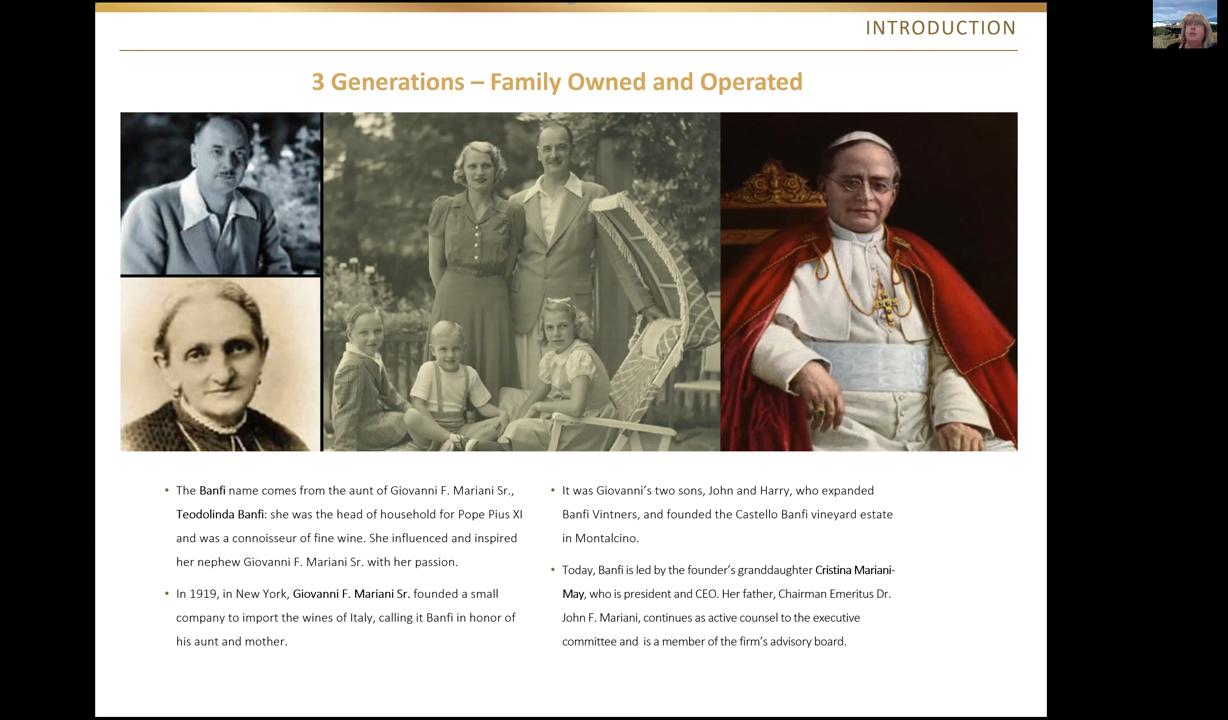 INTRODUCTION
3 Generations – Family Owned and Operated
• The Banfi name comes from the aunt of Giovanni F. Mariani Sr.,
Teodolinda Banfi: she was the head of household for Pope Pius XI
and was a connoisseur of fine wine. She influenced and inspired
her nephew Giovanni F. Mariani Sr. with her passion.
• In 1919, in New York, Giovanni F. Mariani Sr. founded a small
company to import the wines of Italy, calling it Banfi in honor of
his aunt and mother.
• It was Giovanni's two sons, John and Harry, who expanded
Banfi Vintners, and founded the Castello Banfi vineyard estate
in Montalcino.
• Today, Banfi is led by the founder's granddaughter Cristina Mariani-
May, who is president and CEO. Her father, Chairman Emeritus Dr.
John F. Mariani, continues as active counsel to the executive
committee and is a member of the firm's advisory board.